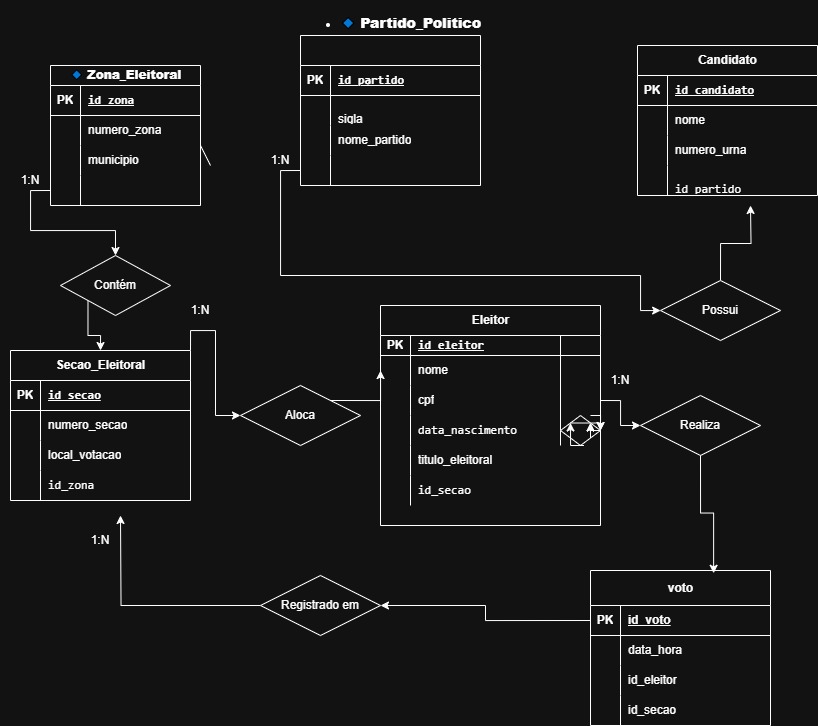 Partido_Politico
PK id_partido
sigla
nome_partido
1:N
Zona_Eleitoral
PK id_zona
numero_zona
municipio
1:N
Candidato
PK id_candidato
nome
numero_urna
id_partido
Contém
Possui
1:N
Secao_Eleitoral
PK id_secao
numero_secao
local_votacao
id_zona
Aloca
Eleitor
PK id_eleitor
nome
cpf
data_nascimento
titulo_eleitoral
id_secao
1:N
Realiza
1:N
Registrado em
voto
PK id_voto
data_hora
id_eleitor
id_secao